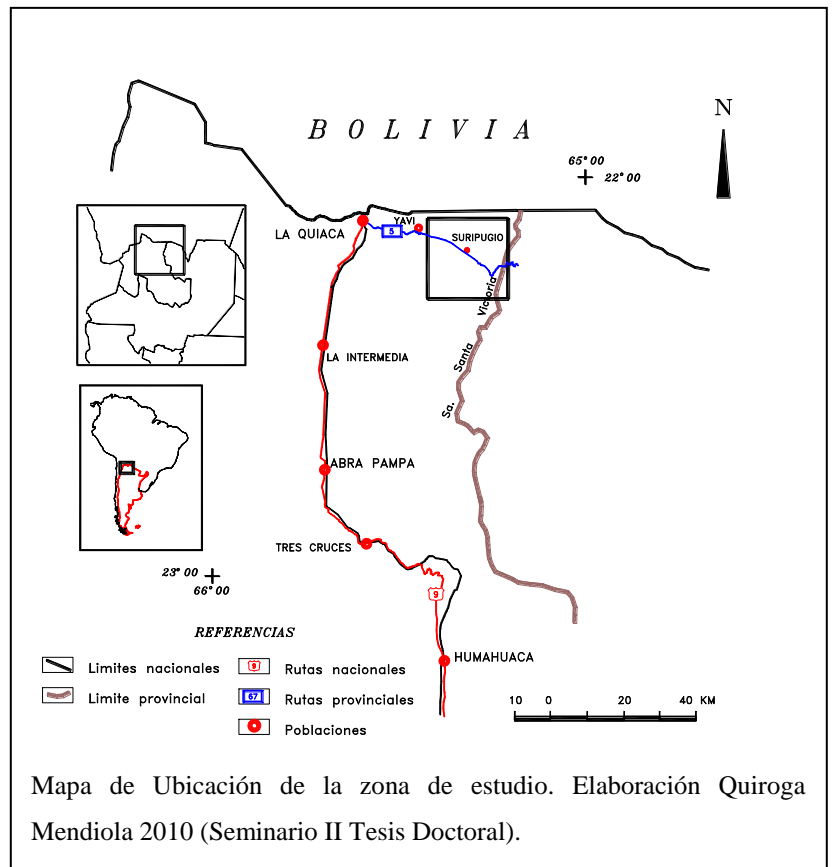 N
B O L I V I A
65° 00
22° 00
YAVI
LA QUIACA
5
SURIPUGIO
Sa. Santa Victoria
LA INTERMEDIA
ABRA PAMPA
TRES CRUCES
23° 00
66° 00
9
REFERENCIAS
HUMAHUACA
Limites nacionales
9
Rutas nacionales
Limite provincial
67
Rutas provinciales
Poblaciones
10 0 20 40 KM
Mapa de Ubicación de la zona de estudio. Elaboración Quiroga
Mendiola 2010 (Seminario II Tesis Doctoral).